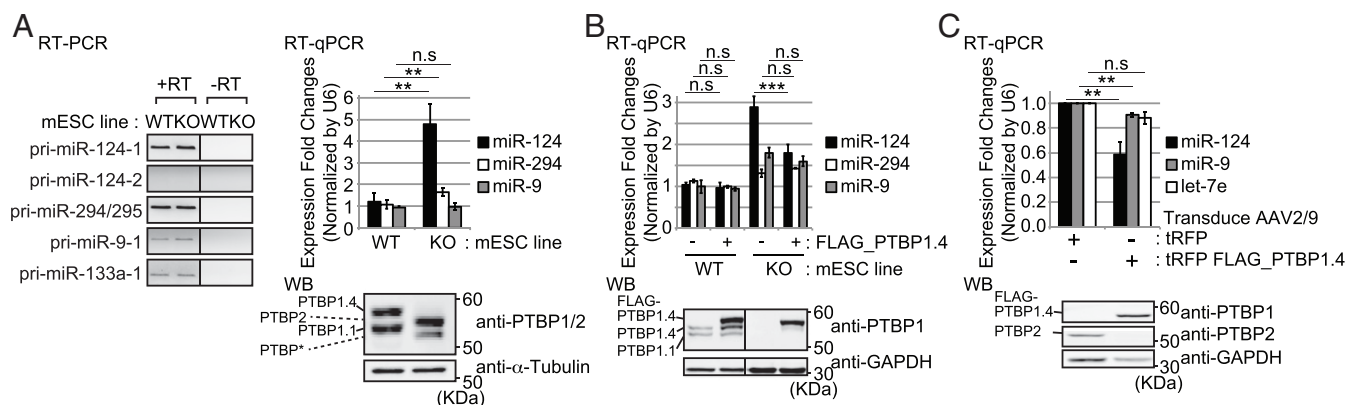 A
RT-PCR
+RT -RT
mESC line : WTKO WTKO
pri-miR-124-1
pri-miR-124-2
pri-miR-294/295
pri-miR-9-1
pri-miR-133a-1
RT-qPCR
n.s
**
**
Expression Fold Changes
(Normalized by U6)
6
5
4
3
2
1
0
miR-124
miR-294
miR-9
WT KO : mESC line
WB
PTBP1.4
PTBP2
PTBP1.1
PTBP*
60
50
anti-PTBP1/2
anti-α-Tubulin
50
(KDa)
B
RT-qPCR
n.s n.s
n.s n.s
n.s ***
Expression Fold Changes
(Normalized by U6)
3
2
1
0
miR-124
miR-294
miR-9
- + - + : FLAG_PTBP1.4
WT KO : mESC line
WB
FLAG-
PTBP1.4
PTBP1.4
PTBP1.1
60
50
anti-PTBP1
anti-GAPDH
30
(KDa)
C
RT-qPCR
n.s
**
**
Expression Fold Changes
(Normalized by U6)
1.0
0.8
0.6
0.4
0.2
0.0
miR-124
miR-9
let-7e
Transduce AAV2/9
+ - : tRFP
- + : tRFP FLAG_PTBP1.4
WB
FLAG-
PTBP1.4
PTBP2
60
anti-PTBP1
50
anti-PTBP2
anti-GAPDH
30
(KDa)